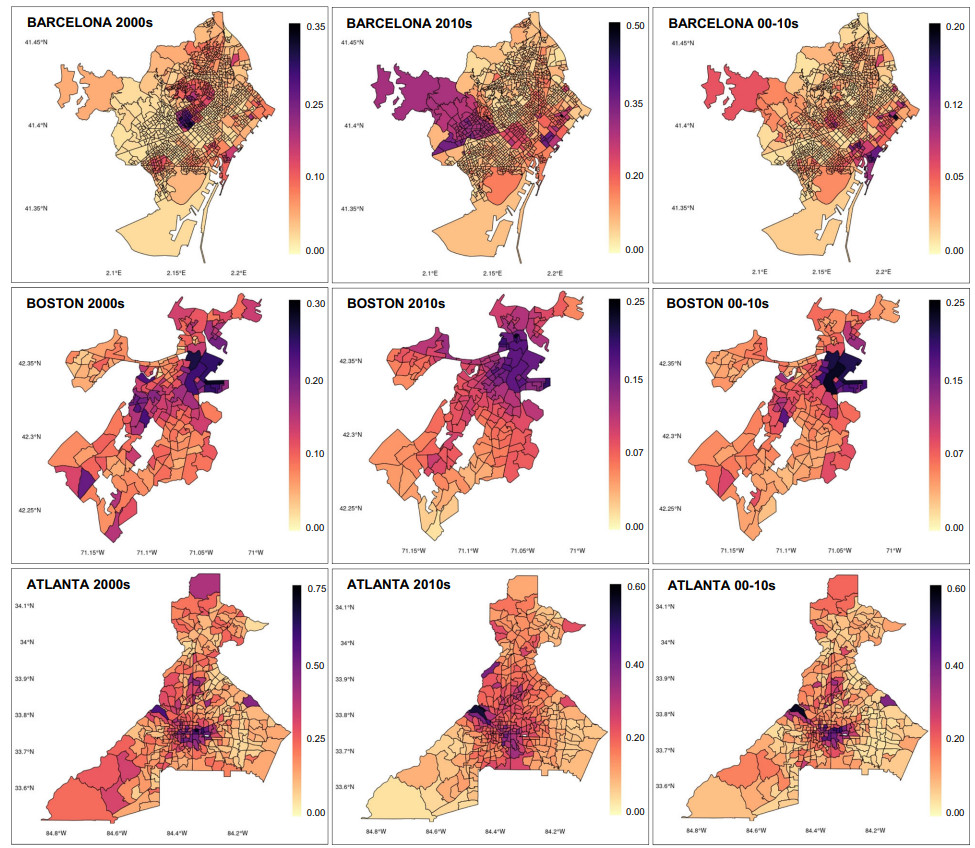 BARCELONA 2000s
0.35
0.25
0.10
0.00
41.45°N
41.4°N
41.35°N
2.1°E 2.15°E 2.2°E
BARCELONA 2010s
0.50
0.35
0.20
0.00
41.45°N
41.4°N
41.35°N
2.1°E 2.15°E 2.2°E
BARCELONA 00-10s
0.20
0.12
0.05
0.00
41.45°N
41.4°N
41.35°N
2.1°E 2.15°E 2.2°E
BOSTON 2000s
0.30
0.20
0.10
0.00
42.35°N
42.3°N
42.25°N
71.15°W 71.1°W 71.05°W 71°W
BOSTON 2010s
0.25
0.15
0.07
0.00
42.35°N
42.3°N
42.25°N
71.15°W 71.1°W 71.05°W 71°W
BOSTON 00-10s
0.25
0.15
0.07
0.00
42.35°N
42.3°N
42.25°N
71.15°W 71.1°W 71.05°W 71°W
ATLANTA 2000s
0.75
0.50
0.25
0.00
34.1°N
34°N
33.9°N
33.8°N
33.7°N
33.6°N
84.8°W 84.6°W 84.4°W 84.2°W
ATLANTA 2010s
0.60
0.40
0.20
0.00
34.1°N
34°N
33.9°N
33.8°N
33.7°N
33.6°N
84.8°W 84.6°W 84.4°W 84.2°W
ATLANTA 00-10s
0.60
0.40
0.20
0.00
34.1°N
34°N
33.9°N
33.8°N
33.7°N
33.6°N
84.8°W 84.6°W 84.4°W 84.2°W